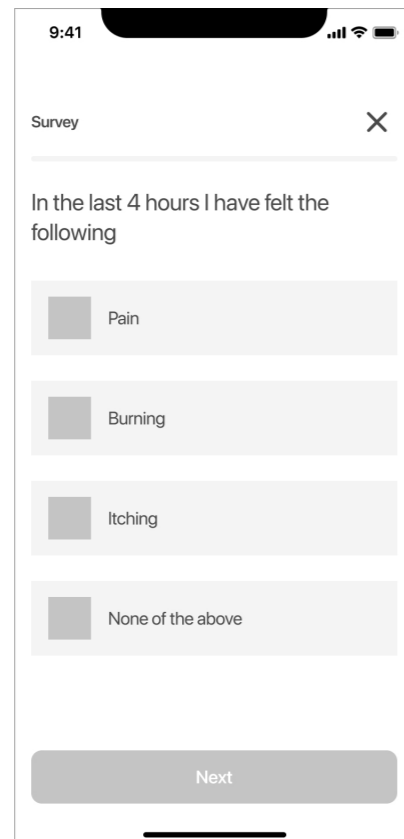 9:41
Survey
In the last 4 hours I have felt the
following
Pain
Burning
Itching
None of the above
Next